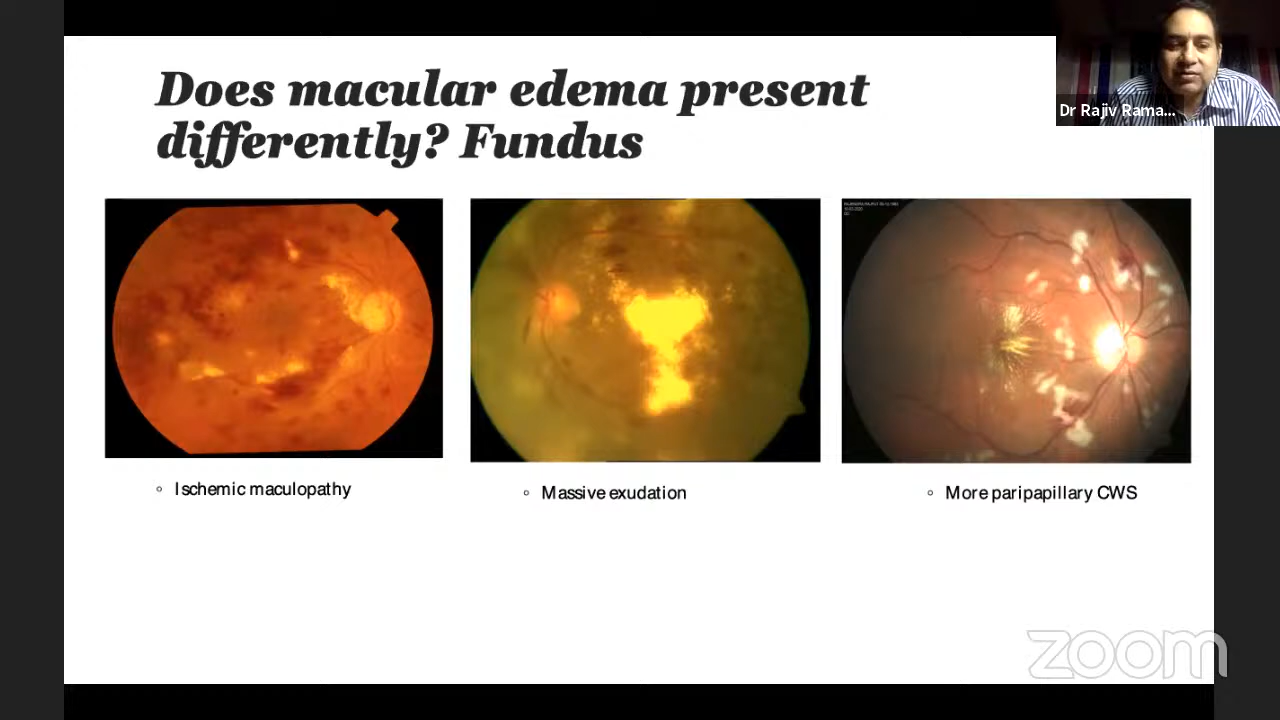 Does macular edema present
differently? Fundus
Dr Rajiv Rama...
Ischemic maculopathy
Massive exudation
More paripapillary CWS
zoom